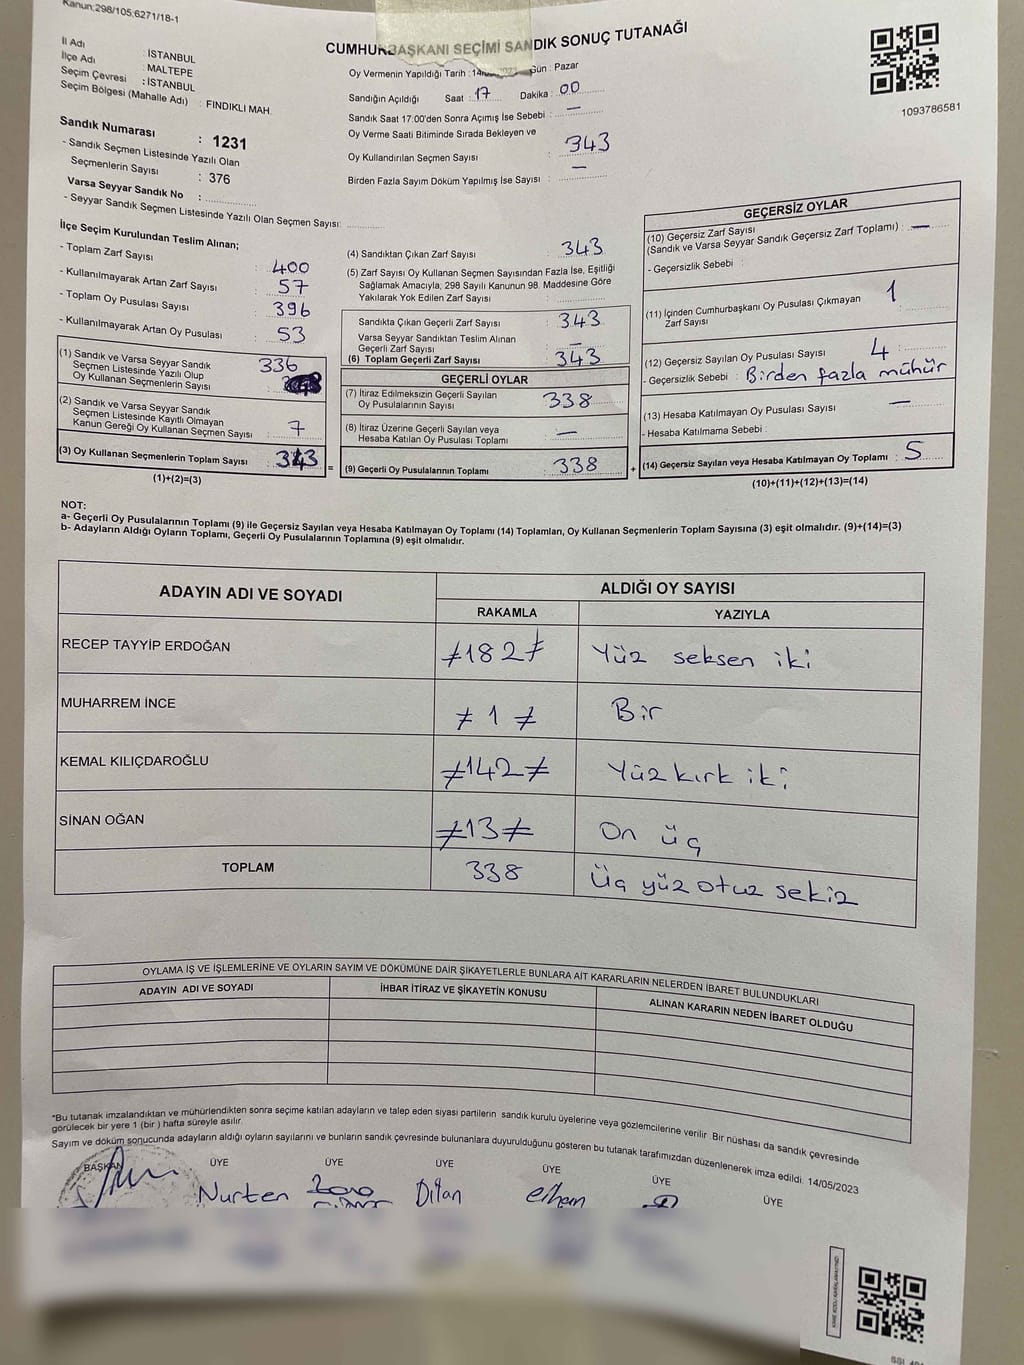 Kanun;298/105;6271/18-1
CUMHURBAŞKANI SEÇİMİ SANDIK SONUÇ TUTANAĞI
İl Adı : İSTANBUL
İlçe Adı : MALTEPE
Seçim Çevresi : İSTANBUL
Seçim Bölgesi (Mahalle Adı) : FINDIKLI MAH.
Sandık Numarası : 1231
- Sandık Seçmen Listesinde Yazılı Olan
Seçmenlerin Sayısı : 376
Varsa Seyyar Sandık No :
- Seyyar Sandık Seçmen Listesinde Yazılı Olan Seçmen Sayısı:
Oy Vermenin Yapıldığı Tarih : 14 Gün : Pazar
Sandığın Açıldığı Saat : 17 Dakika : 00
Sandık Saat 17:00'den Sonra Açımış İse Sebebi : —
Oy Verme Saati Bitiminde Sırada Bekleyen ve
Oy Kullandırılan Seçmen Sayısı : 343
Birden Fazla Sayım Döküm Yapılmış İse Sayısı : —
1093786581
İlçe Seçim Kurulundan Teslim Alınan;
- Toplam Zarf Sayısı : 400
- Kullanılmayarak Artan Zarf Sayısı : 57
- Toplam Oy Pusulası Sayısı : 396
- Kullanılmayarak Artan Oy Pusulası : 53
(1) Sandık ve Varsa Seyyar Sandık
Seçmen Listesinde Yazılı Olup
Oy Kullanan Seçmenlerin Sayısı : 336
(2) Sandık ve Varsa Seyyar Sandık
Seçmen Listesinde Kayıtlı Olmayan
Kanun Gereği Oy Kullanan Seçmen Sayısı : 7
(3) Oy Kullanan Seçmenlerin Toplam Sayısı : 343
(1)+(2)=(3)
(4) Sandıktan Çıkan Zarf Sayısı : 343
(5) Zarf Sayısı Oy Kullanan Seçmen Sayısından Fazla İse, Eşitliği
Sağlamak Amacıyla; 298 Sayılı Kanunun 98. Maddesine Göre
Yakılarak Yok Edilen Zarf Sayısı :
Sandıkta Çıkan Geçerli Zarf Sayısı : 343
Varsa Seyyar Sandıktan Teslim Alınan
Geçerli Zarf Sayısı : —
(6) Toplam Geçerli Zarf Sayısı : 343
GEÇERLİ OYLAR
(7) İtiraz Edilmeksizin Geçerli Sayılan
Oy Pusulalarının Sayısı : 338
(8) İtiraz Üzerine Geçerli Sayılan veya
Hesaba Katılan Oy Pusulası Toplamı : —
= (9) Geçerli Oy Pusulalarının Toplamı : 338
GEÇERSİZ OYLAR
(10) Geçersiz Zarf Sayısı
(Sandık ve Varsa Seyyar Sandık Geçersiz Zarf Toplamı) : —
- Geçersizlik Sebebi :
(11) İçinden Cumhurbaşkanı Oy Pusulası Çıkmayan
Zarf Sayısı : 1
(12) Geçersiz Sayılan Oy Pusulası Sayısı : 4
- Geçersizlik Sebebi : Birden fazla mühür
(13) Hesaba Katılmayan Oy Pusulası Sayısı : —
- Hesaba Katılmama Sebebi :
+ (14) Geçersiz Sayılan veya Hesaba Katılmayan Oy Toplamı : 5
(10)+(11)+(12)+(13)=(14)
NOT:
a- Geçerli Oy Pusulalarının Toplamı (9) ile Geçersiz Sayılan veya Hesaba Katılmayan Oy Toplamı (14) Toplamları, Oy Kullanan Seçmenlerin Toplam Sayısına (3) eşit olmalıdır. (9)+(14)=(3)
b- Adayların Aldığı Oyların Toplamı, Geçerli Oy Pusulalarının Toplamına (9) eşit olmalıdır.
ADAYIN ADI VE SOYADI ALDIĞI OY SAYISI
RAKAMLA YAZIYLA
RECEP TAYYİP ERDOĞAN ≠182≠ Yüz seksen iki
MUHARREM İNCE ≠ 1 ≠ Bir
KEMAL KILIÇDAROĞLU ≠142≠ Yüz kırk iki
SİNAN OĞAN ≠13≠ On üç
TOPLAM 338 Üç yüz otuz sekiz
OYLAMA İŞ VE İŞLEMLERİNE VE OYLARIN SAYIM VE DÖKÜMÜNE DAİR ŞİKAYETLERLE BUNLARA AİT KARARLARIN NELERDEN İBARET BULUNDUKLARI
ADAYIN ADI VE SOYADI İHBAR İTİRAZ VE ŞİKAYETİN KONUSU ALINAN KARARIN NEDEN İBARET OLDUĞU
*Bu tutanak imzalandıktan ve mühürlendikten sonra seçime katılan adayların ve talep eden siyasi partilerin sandık kurulu üyelerine veya gözlemcilerine verilir. Bir nüshası da sandık çevresinde
görülecek bir yere 1 (bir ) hafta süreyle asılır.
Sayım ve döküm sonucunda adayların aldığı oyların sayılarını ve bunların sandık çevresinde bulunanlara duyurulduğunu gösteren bu tutanak tarafımızdan düzenlenerek imza edildi. 14/05/2023
BAŞKAN ÜYE ÜYE ÜYE ÜYE ÜYE ÜYE
Nurten Dilan erhem